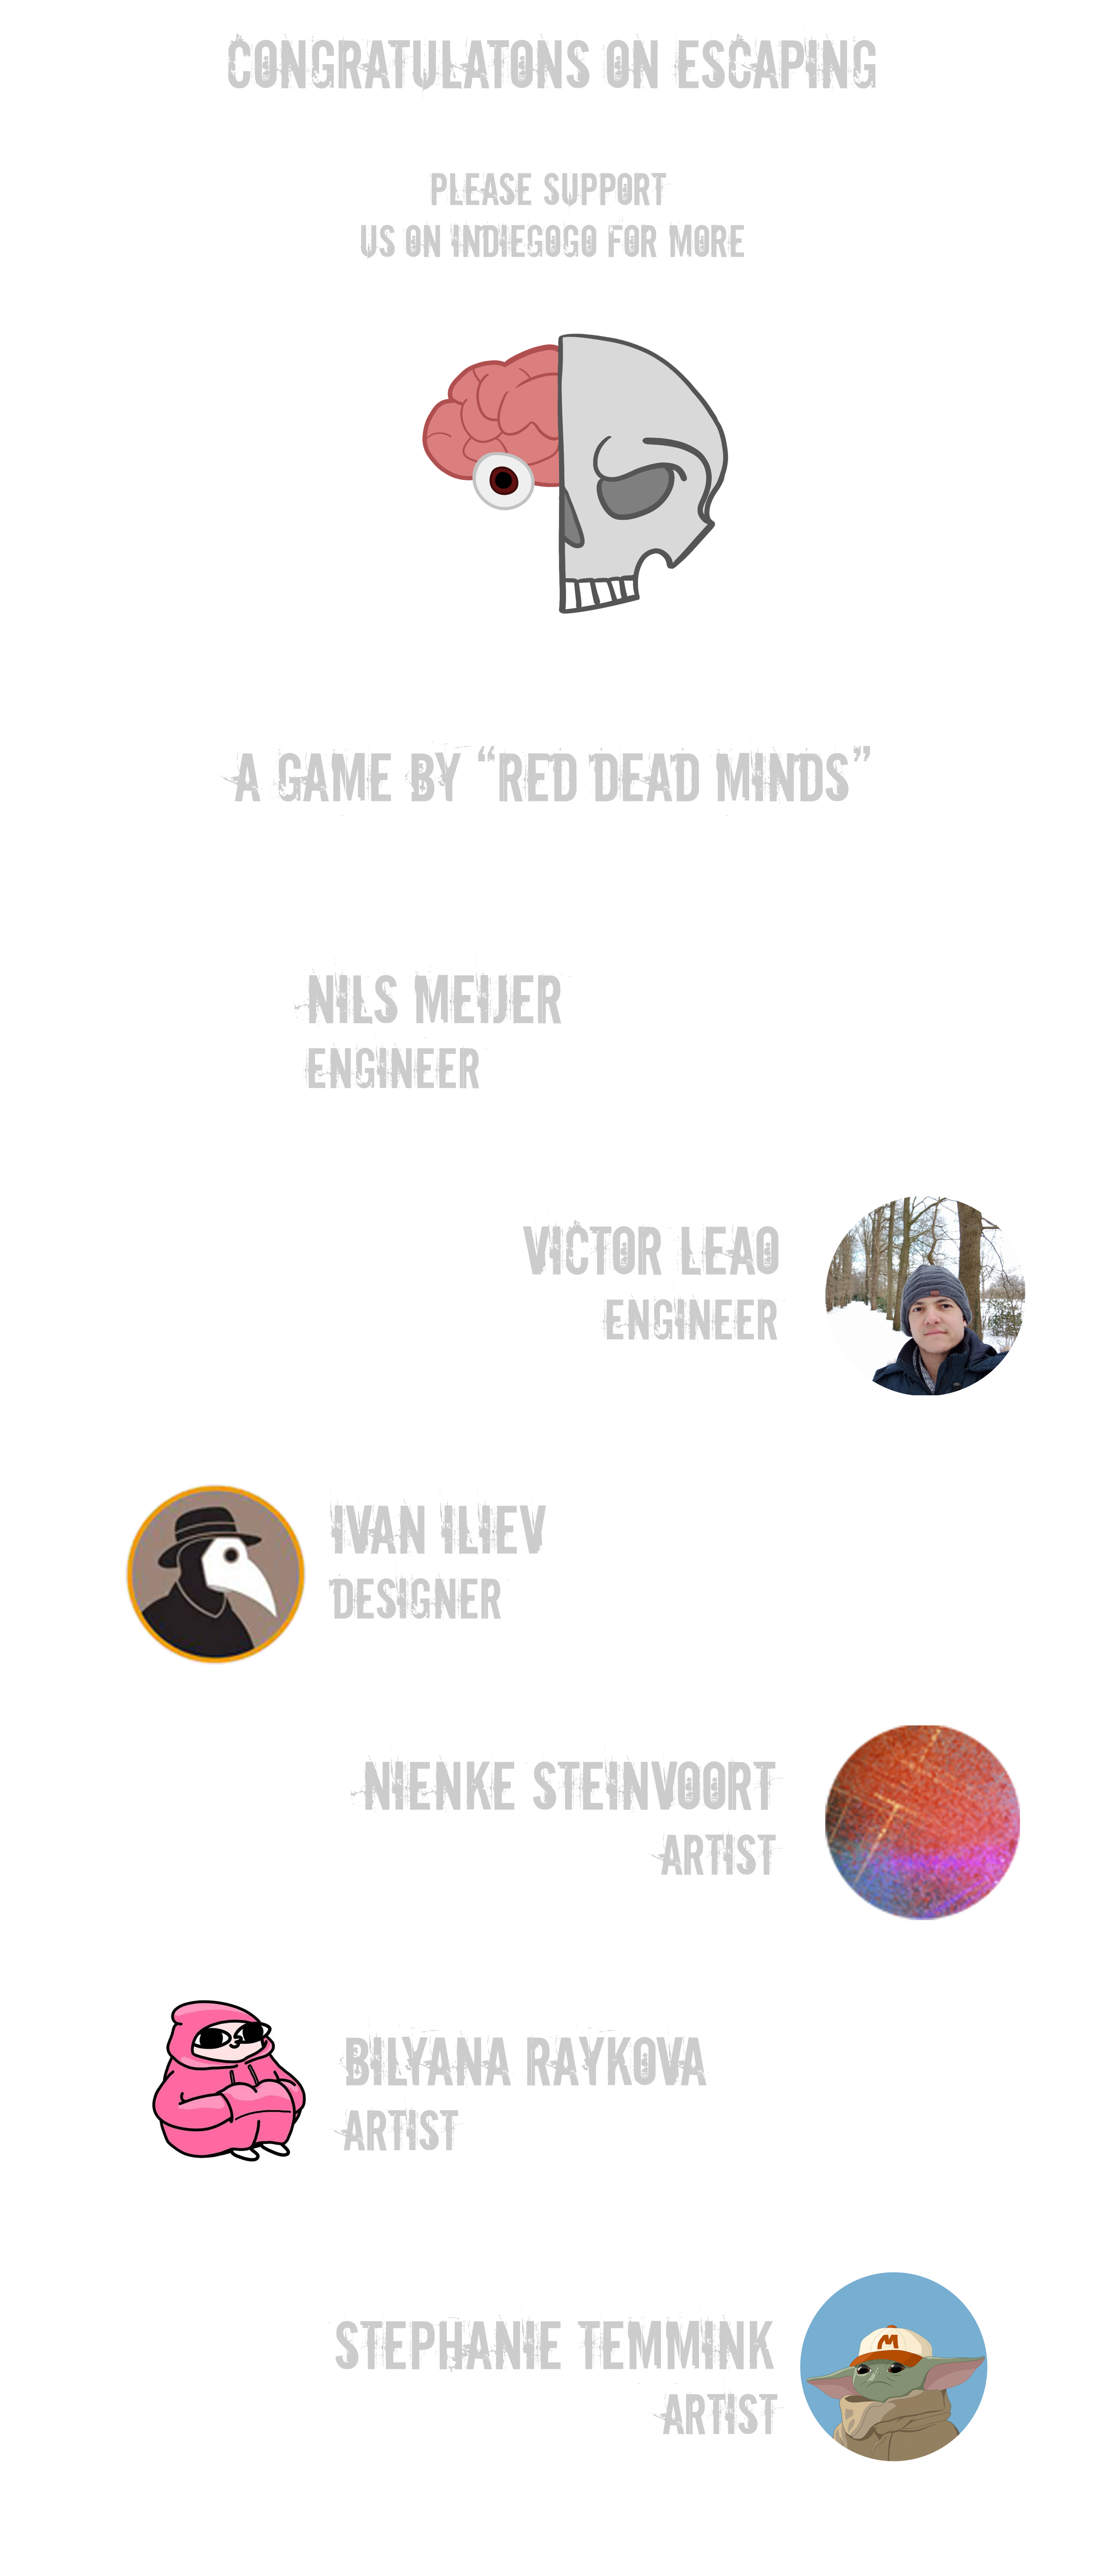 CONGRATULATONS ON ESCAPING
PLEASE SUPPORT
US ON INDIEGOGO FOR MORE
A GAME BY “RED DEAD MINDS”
NILS MEIJER
ENGINEER
VICTOR LEAO
ENGINEER
IVAN ILIEV
DESIGNER
NIENKE STEINVOORT
ARTIST
BILYANA RAYKOVA
ARTIST
STEPHANIE TEMMINK
M
ARTIST